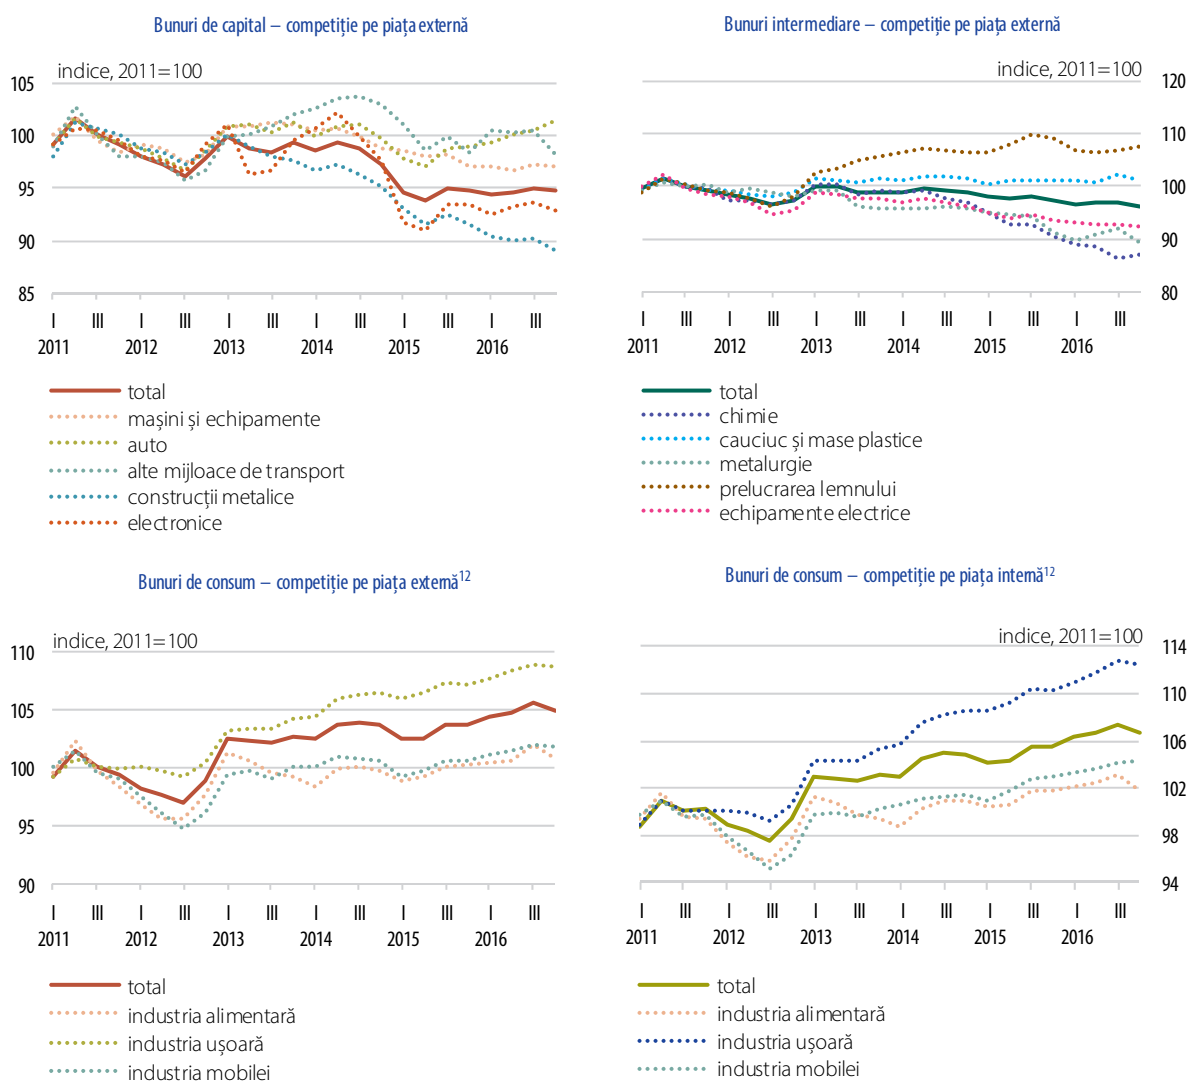 Bunuri de capital – competiție pe piața externă
indice, 2011=100
105
100
95
90
85
I III I III I III I III I III I III
2011 2012 2013 2014 2015 2016
total
mașini și echipamente
auto
alte mijloace de transport
construcții metalice
electronice
Bunuri intermediare – competiție pe piața externă
indice, 2011=100
120
110
100
90
80
I III I III I III I III I III I III
2011 2012 2013 2014 2015 2016
total
chimie
cauciuc și mase plastice
metalurgie
prelucrarea lemnului
echipamente electrice
Bunuri de consum – competiție pe piața externă12
indice, 2011=100
110
105
100
95
90
I III I III I III I III I III I III
2011 2012 2013 2014 2015 2016
total
industria alimentară
industria ușoară
industria mobilei
Bunuri de consum – competiție pe piața internă12
indice, 2011=100
114
110
106
102
98
94
I III I III I III I III I III I III
2011 2012 2013 2014 2015 2016
total
industria alimentară
industria ușoară
industria mobilei